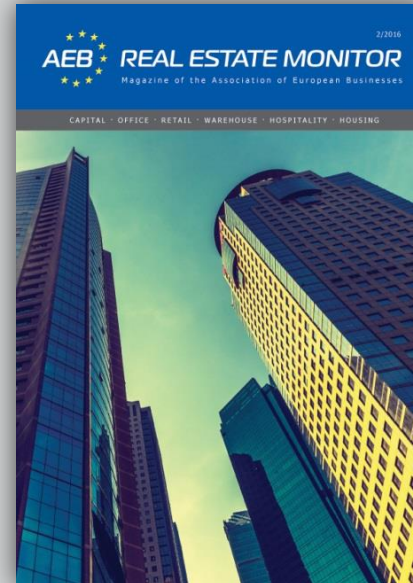 2/2016
AEB REAL ESTATE MONITOR
Magazine of the Association of European Businesses
CAPITAL · OFFICE · RETAIL · WAREHOUSE · HOSPITALITY · HOUSING